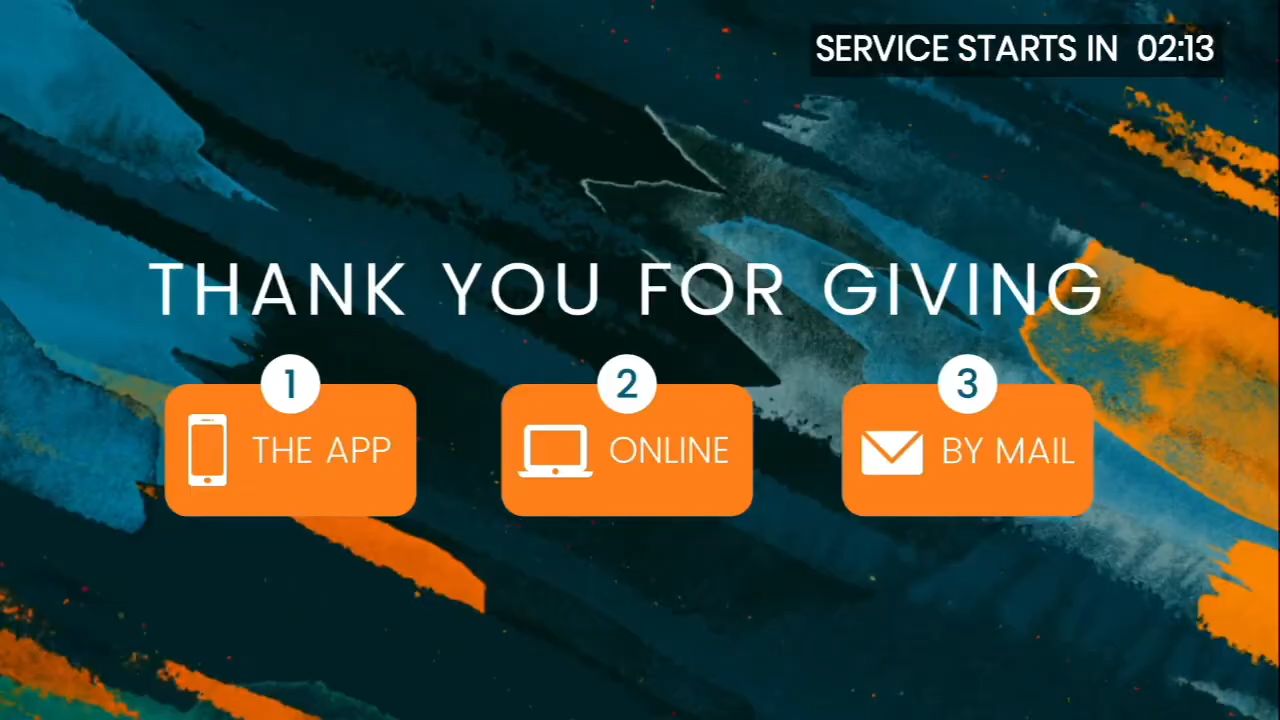 SERVICE STARTS IN 02:13
THANK YOU FOR GIVING
1
THE APP
2
ONLINE
3
BY MAIL